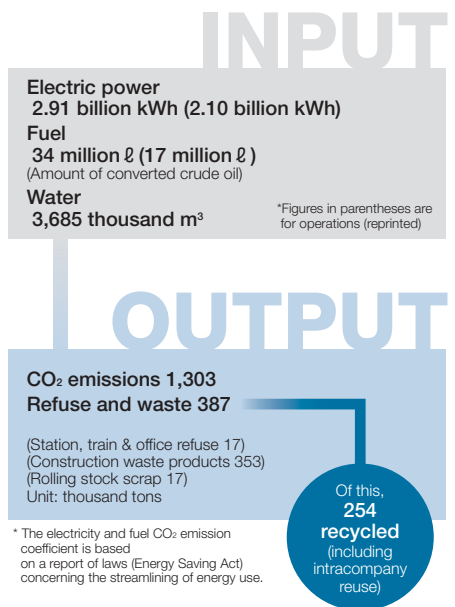 INPUT
Electric power
2.91 billion kWh (2.10 billion kWh)
Fuel
34 million ℓ (17 million ℓ)
(Amount of converted crude oil)
Water
3,685 thousand m³
*Figures in parentheses are
for operations (reprinted)
OUTPUT
CO₂ emissions 1,303
Refuse and waste 387
(Station, train & office refuse 17)
(Construction waste products 353)
(Rolling stock scrap 17)
Unit: thousand tons
Of this,
254
recycled
(including
intracompany
reuse)
* The electricity and fuel CO₂ emission
coefficient is based
on a report of laws (Energy Saving Act)
concerning the streamlining of energy use.